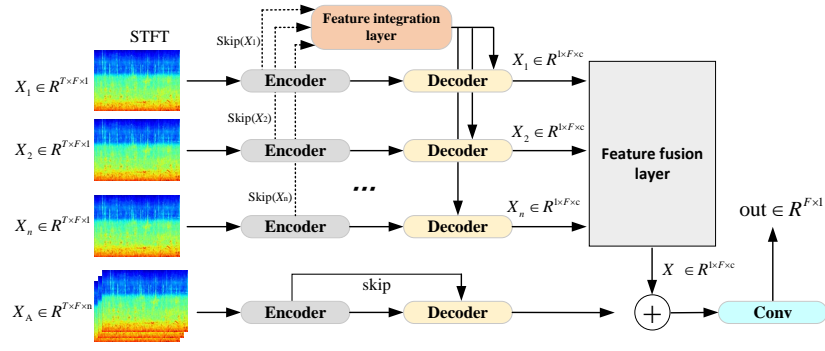 STFT
Feature integration
layer
Skip(X₁)
X₁ ∈ R^{T×F×1}
Encoder
Decoder
X₁ ∈ R^{1×F×c}
Skip(X₂)
X₂ ∈ R^{T×F×1}
Encoder
Decoder
X₂ ∈ R^{1×F×c}
Feature fusion
layer
Skip(Xₙ)
...
Xₙ ∈ R^{T×F×1}
Encoder
Decoder
Xₙ ∈ R^{1×F×c}
out ∈ R^{F×1}
X ∈ R^{1×F×c}
skip
X_A ∈ R^{T×F×n}
Encoder
Decoder
+
Conv